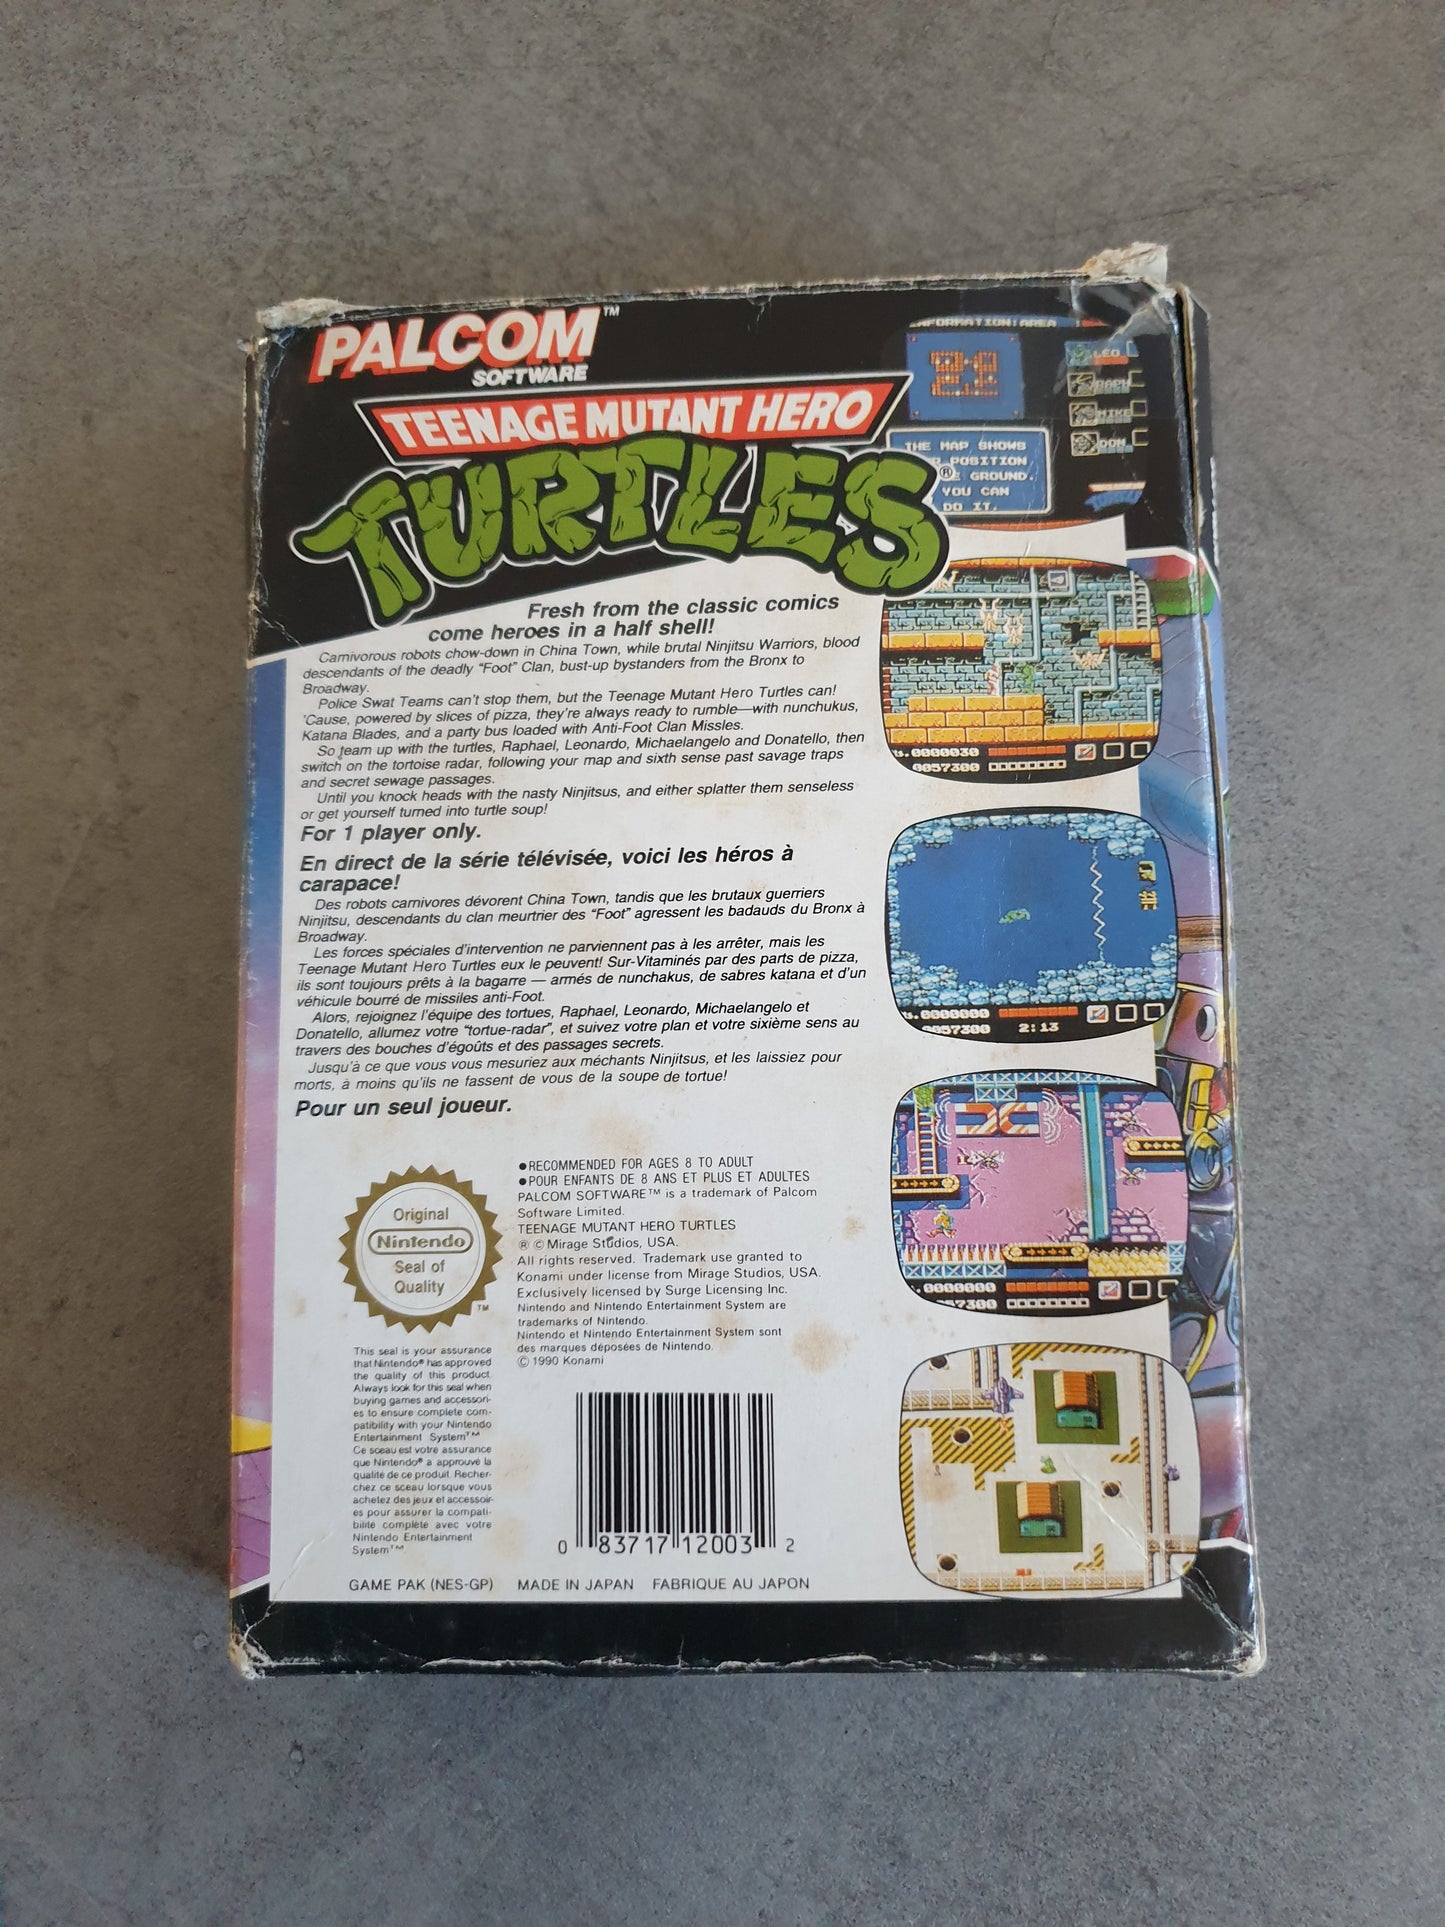 PALCOM™
SOFTWARE
TEENAGE MUTANT HERO
TURTLES®
INFORMATION: AREA
LEO
RAPH
MIKE
DON
THE MAP SHOWS
POSITION
GROUND.
YOU CAN
DO IT.
TURTLES
Fresh from the classic comics
come heroes in a half shell!
Carnivorous robots chow-down in China Town, while brutal Ninjitsu Warriors, blood
descendants of the deadly “Foot” Clan, bust-up bystanders from the Bronx to
Broadway.
Police Swat Teams can't stop them, but the Teenage Mutant Hero Turtles can!
'Cause, powered by slices of pizza, they're always ready to rumble—with nunchukus,
Katana Blades, and a party bus loaded with Anti-Foot Clan Missles.
So team up with the turtles, Raphael, Leonardo, Michaelangelo and Donatello, then
switch on the tortoise radar, following your map and sixth sense past savage traps
and secret sewage passages.
Until you knock heads with the nasty Ninjitsus, and either splatter them senseless
or get yourself turned into turtle soup!
For 1 player only.
En direct de la série télévisée, voici les héros à
carapace!
Des robots carnivores dévorent China Town, tandis que les brutaux guerriers
Ninjitsu, descendants du clan meurtrier des “Foot” agressent les badauds du Bronx à
Broadway.
Les forces spéciales d'intervention ne parviennent pas à les arrêter, mais les
Teenage Mutant Hero Turtles eux le peuvent! Sur-Vitaminés par des parts de pizza,
ils sont toujours prêts à la bagarre — armés de nunchakus, de sabres katana et d'un
véhicule bourré de missiles anti-Foot.
Alors, rejoignez l'équipe des tortues, Raphael, Leonardo, Michaelangelo et
Donatello, allumez votre “tortue-radar”, et suivez votre plan et votre sixième sens au
travers des bouches d'égoûts et des passages secrets.
Jusqu'à ce que vous vous mesuriez aux méchants Ninjitsus, et les laissiez pour
morts, à moins qu'ils ne fassent de vous de la soupe de tortue!
Pour un seul joueur.
ts.0000030
0057300
ts.0000000
0057300 2:13
.0000000
57300
Original
Nintendo
Seal of
Quality
™
This seal is your assurance
that Nintendo® has approved
the quality of this product.
Always look for this seal when
buying games and accessori-
es to ensure complete com-
patibility with your Nintendo
Entertainment System™
Ce sceau est votre assurance
que Nintendo® a approuvé la
qualité de ce produit. Recher-
chez ce sceau lorsque vous
achetez des jeux et accessoir-
es pour assurer la compati-
bilité complète avec votre
Nintendo Entertainment
System™
●RECOMMENDED FOR AGES 8 TO ADULT
●POUR ENFANTS DE 8 ANS ET PLUS ET ADULTES
PALCOM SOFTWARE™ is a trademark of Palcom
Software Limited.
TEENAGE MUTANT HERO TURTLES
® © Mirage Studios, USA.
All rights reserved. Trademark use granted to
Konami under license from Mirage Studios, USA.
Exclusively licensed by Surge Licensing Inc.
Nintendo and Nintendo Entertainment System are
trademarks of Nintendo.
Nintendo et Nintendo Entertainment System sont
des marques déposées de Nintendo.
© 1990 Konami
0 83717 12003 2
GAME PAK (NES-GP) MADE IN JAPAN FABRIQUE AU JAPON